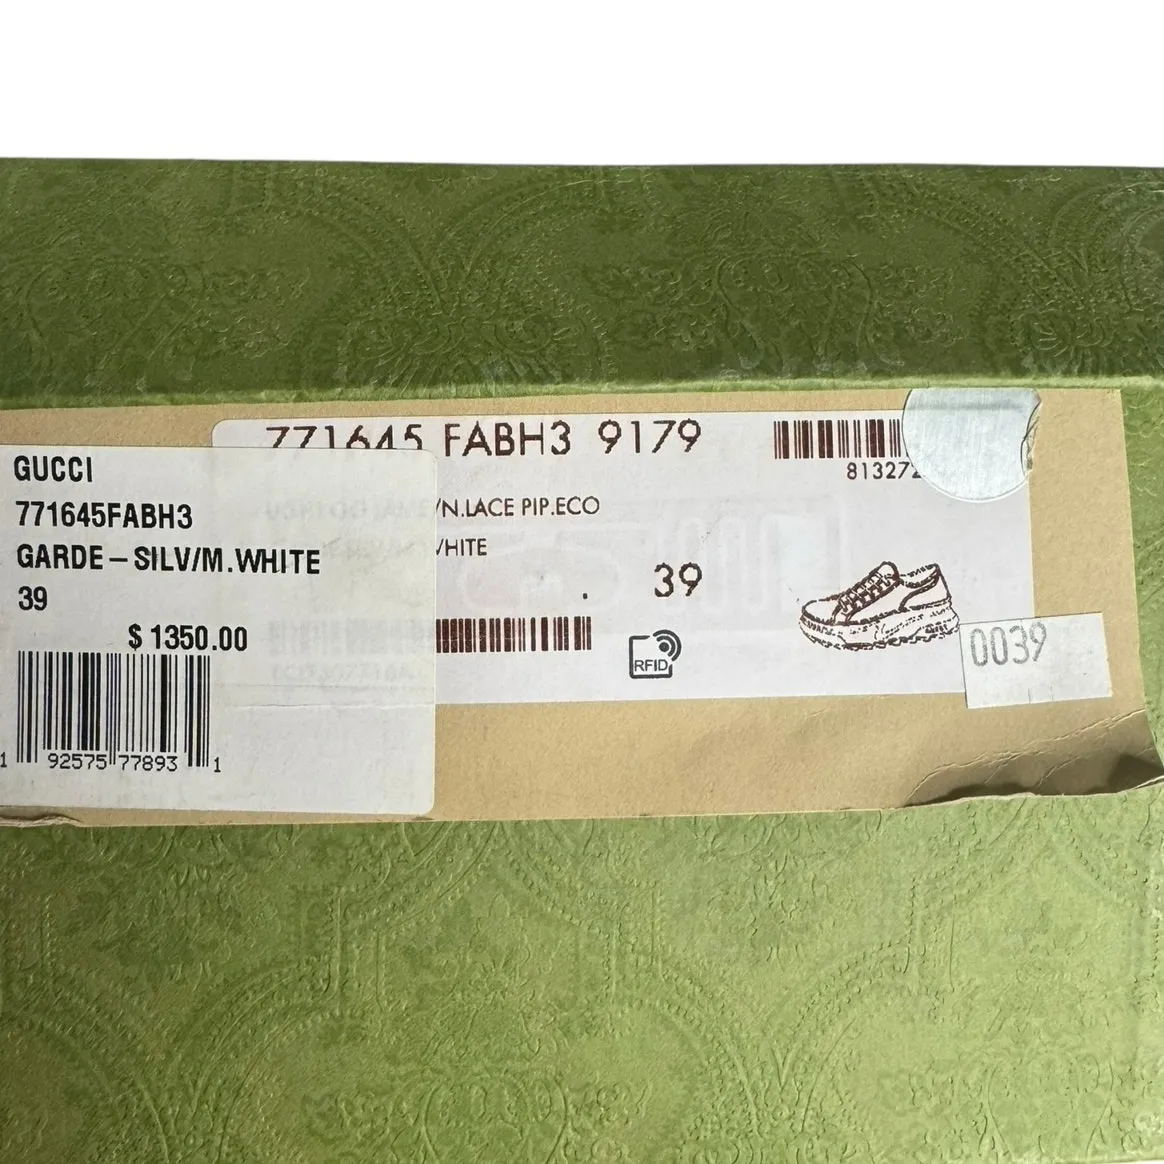 GUCCI
771645FABH3
GARDE-SILV/M.WHITE
39
$ 1350.00
1 92575 77893 1
771645 FABH3 9179
813272
/N.LACE PIP.ECO
HITE
39
RFID
0039